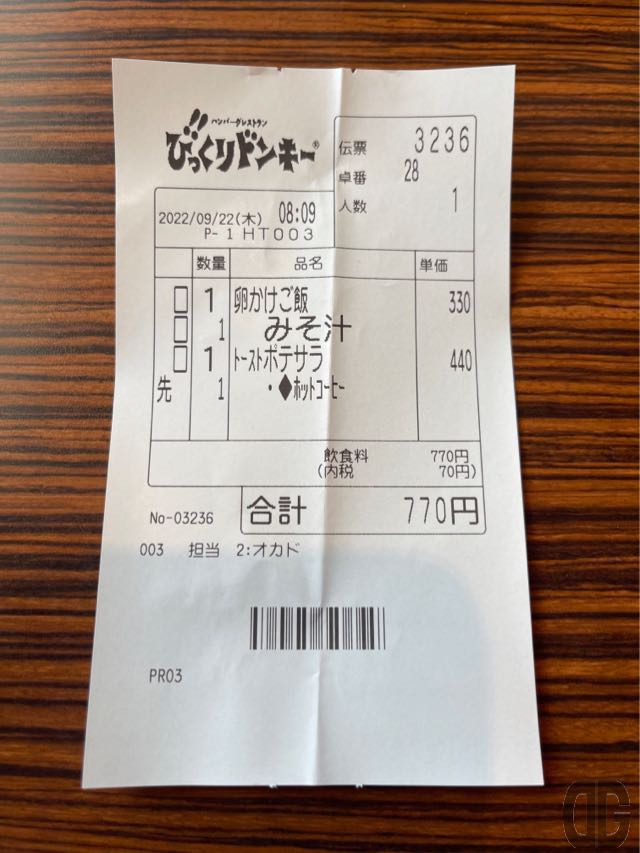 ハンバーグレストラン
びっくりドンキー®
伝票 3236
卓番 28
人数 1
2022/09/22(木) 08:09
P- 1 HT003
数量 品名 単価
□ 1 卵かけご飯 330
□ 1 みそ汁
□ 1 トーストポテサラ 440
先 1 ・◆ホットコーヒー
飲食料 770円
(内税 70円)
合計 770円
No-03236
003 担当 2:オカド
PR03